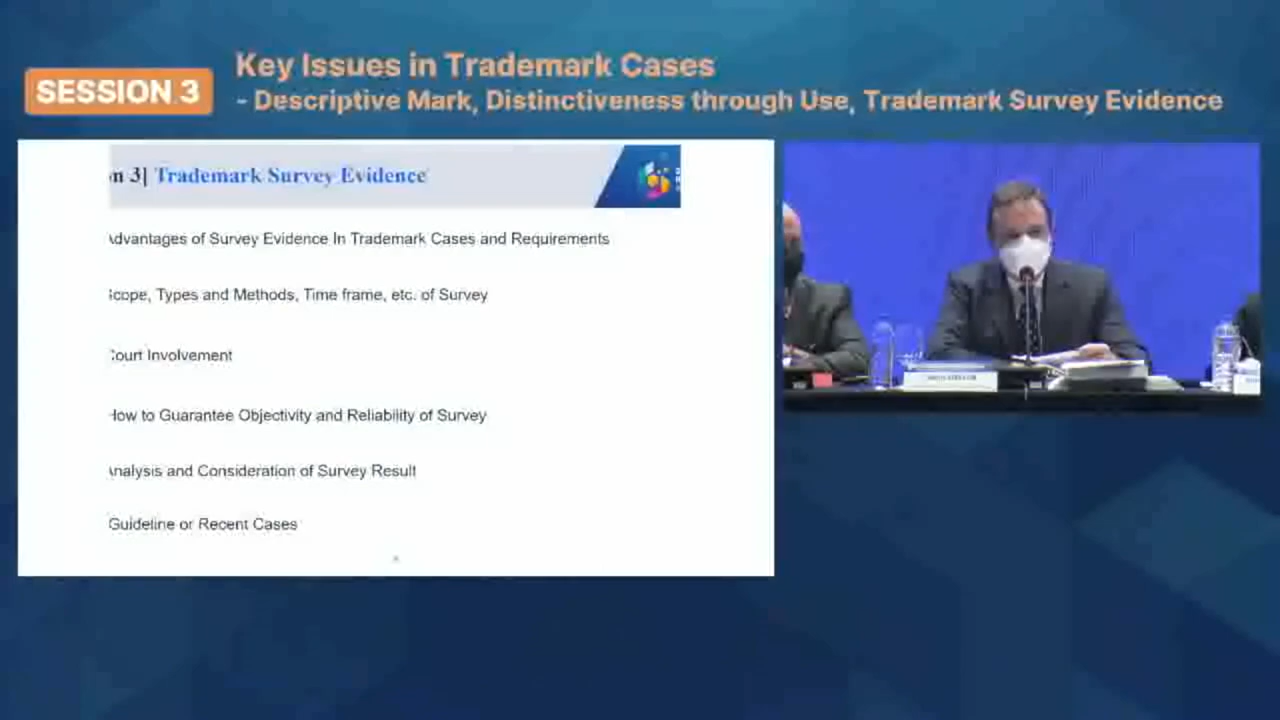 SESSION 3
Key Issues in Trademark Cases
- Descriptive Mark, Distinctiveness through Use, Trademark Survey Evidence
n 3| Trademark Survey Evidence
dvantages of Survey Evidence In Trademark Cases and Requirements
cope, Types and Methods, Time frame, etc. of Survey
ourt Involvement
How to Guarantee Objectivity and Reliability of Survey
nalysis and Consideration of Survey Result
Guideline or Recent Cases